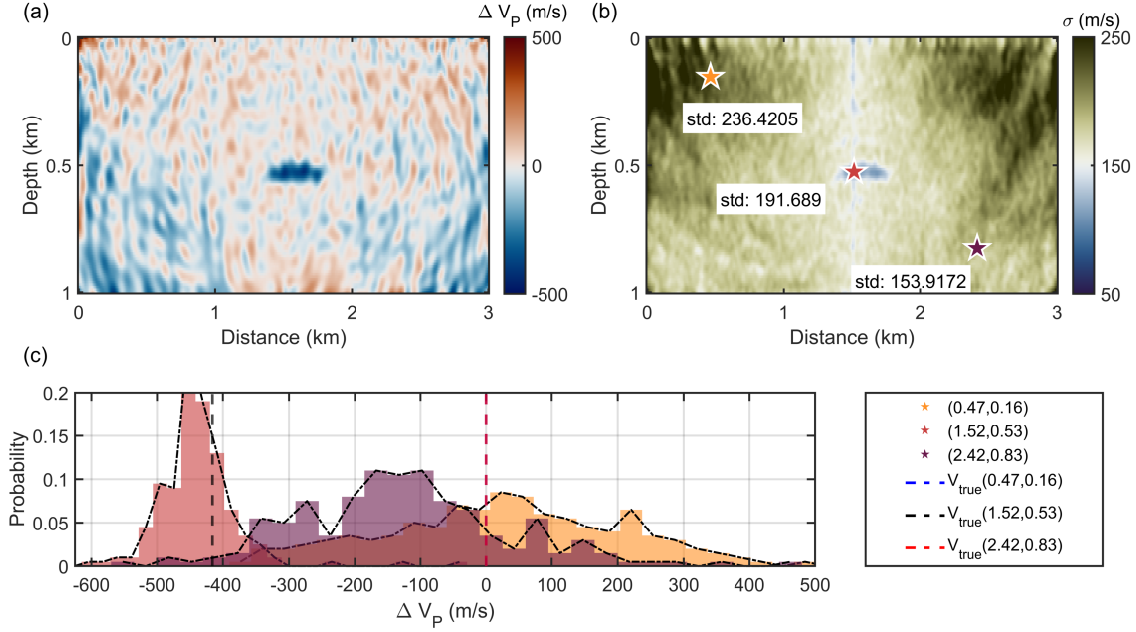 (a)
Δ V_P (m/s)
0
0.5
1
Depth (km)
0
1
2
3
Distance (km)
500
0
-500
(b)
σ (m/s)
0
0.5
1
Depth (km)
std: 236.4205
std: 191.689
std: 153.9172
0
1
2
3
Distance (km)
250
150
50
(c)
0.2
0.15
0.1
0.05
0
Probability
-600
-500
-400
-300
-200
-100
0
100
200
300
400
500
Δ V_P (m/s)
(0.47,0.16)
(1.52,0.53)
(2.42,0.83)
V_true(0.47,0.16)
V_true(1.52,0.53)
V_true(2.42,0.83)